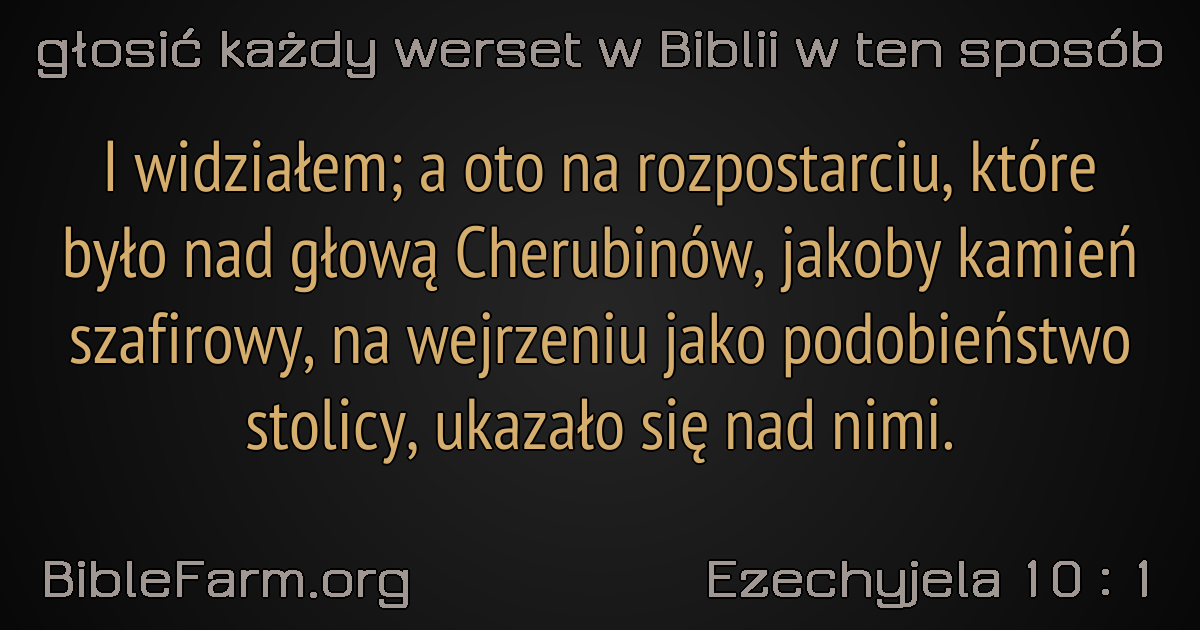 głosić każdy werset w Biblii w ten sposób
I widziałem; a oto na rozpostarciu, które
było nad głową Cherubinów, jakoby kamień
szafirowy, na wejrzeniu jako podobieństwo
stolicy, ukazało się nad nimi.
BibleFarm.org
Ezechyjela 10 : 1